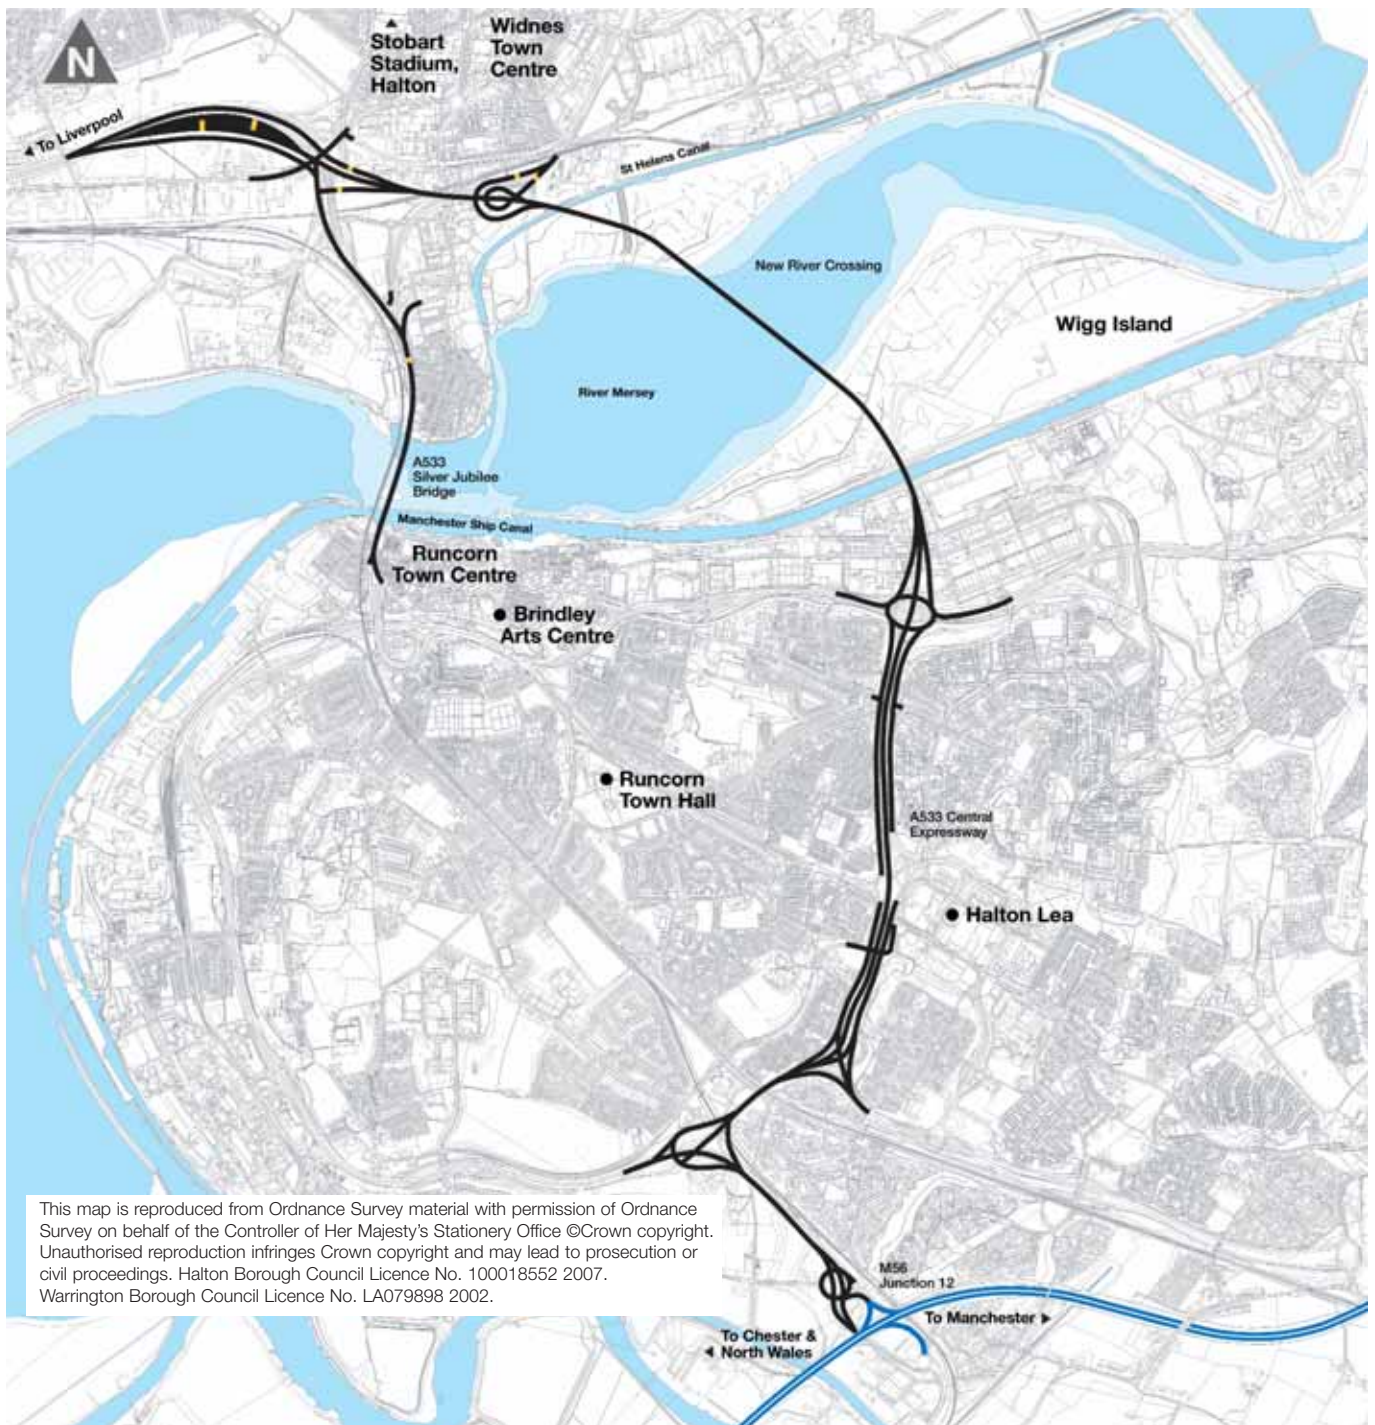 N
Stobart
Stadium,
Halton
Widnes
Town
Centre
To Liverpool
St Helens Canal
New River Crossing
Wigg Island
River Mersey
A533
Silver Jubilee
Bridge
Manchester Ship Canal
Runcorn
Town Centre
Brindley
Arts Centre
Runcorn
Town Hall
A533 Central
Expressway
Halton Lea
This map is reproduced from Ordnance Survey material with permission of Ordnance
Survey on behalf of the Controller of Her Majesty's Stationery Office ©Crown copyright.
Unauthorised reproduction infringes Crown copyright and may lead to prosecution or
civil proceedings. Halton Borough Council Licence No. 100018552 2007.
Warrington Borough Council Licence No. LA079898 2002.
M56
Junction 12
To Manchester
To Chester &
North Wales